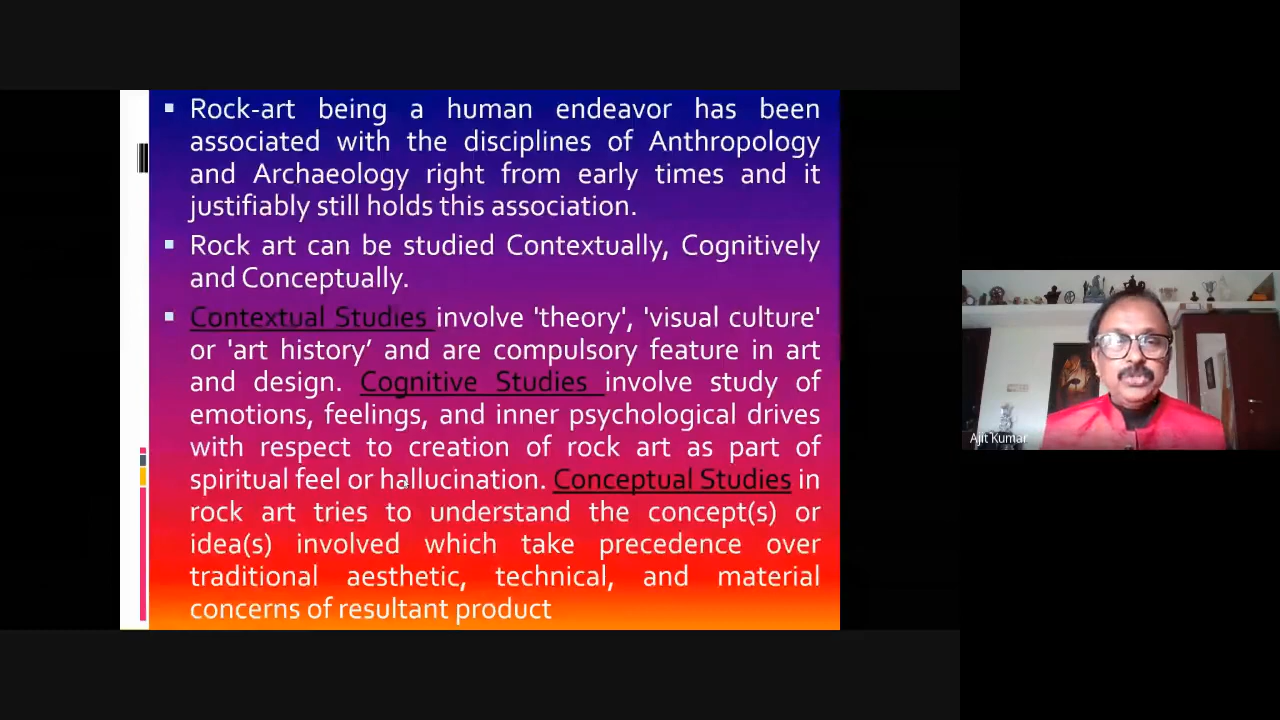 Rock-art being a human endeavor has been
associated with the disciplines of Anthropology
and Archaeology right from early times and it
justifiably still holds this association.
Rock art can be studied Contextually, Cognitively
and Conceptually.
Contextual Studies involve 'theory', 'visual culture'
or 'art history’ and are compulsory feature in art
and design. Cognitive Studies involve study of
emotions, feelings, and inner psychological drives
with respect to creation of rock art as part of
spiritual feel or hallucination. Conceptual Studies in
rock art tries to understand the concept(s) or
idea(s) involved which take precedence over
traditional aesthetic, technical, and material
concerns of resultant product
Ajit Kumar